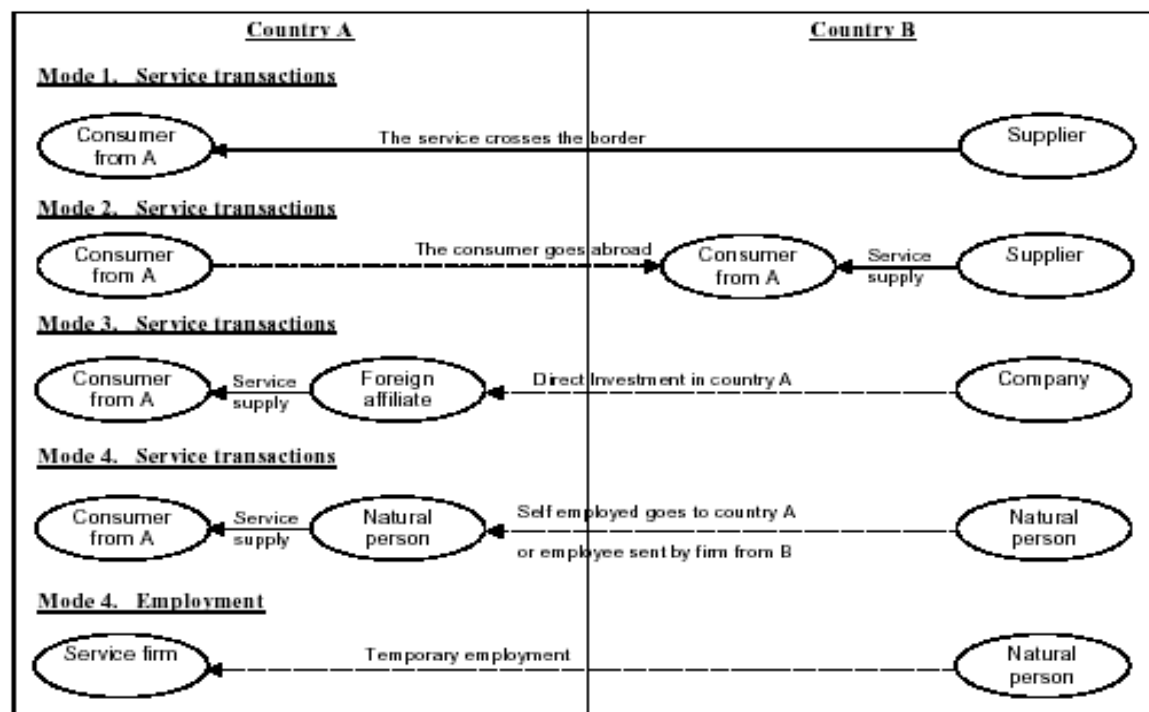 Country A
Country B
Mode 1. Service transactions
Consumer
from A
The service crosses the border
Supplier
Mode 2. Service transactions
Consumer
from A
The consumer goes abroad
Consumer
from A
Service
supply
Supplier
Mode 3. Service transactions
Consumer
from A
Service
supply
Foreign
affiliate
Direct Investment in country A
Company
Mode 4. Service transactions
Consumer
from A
Service
supply
Natural
person
Self employed goes to country A
or employee sent by firm from B
Natural
person
Mode 4. Employment
Service firm
Temporary employment
Natural
person